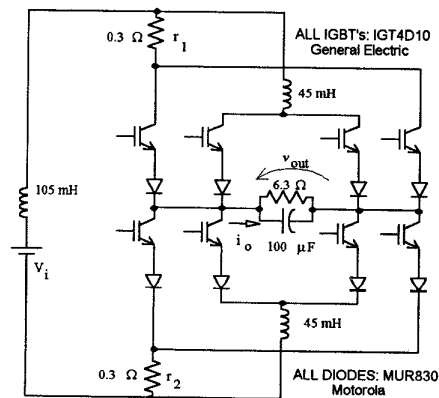 0.3 Ω r1
ALL IGBT's: IGT4D10
General Electric
45 mH
105 mH
vout
6.3 Ω
Vi
io
100 µF
45 mH
0.3 Ω r2
ALL DIODES: MUR830
Motorola